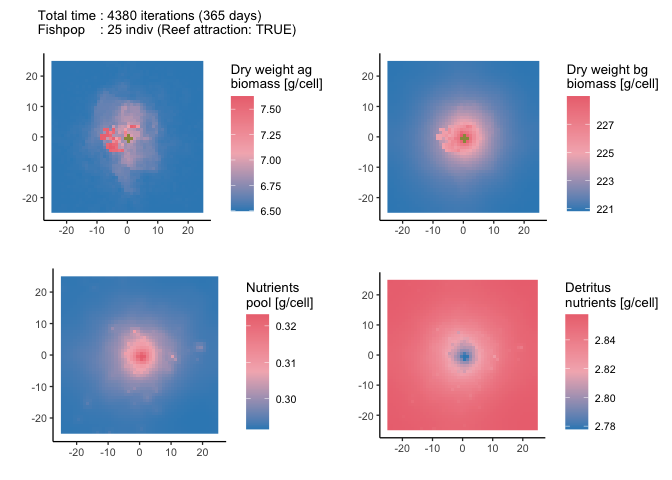 Total time : 4380 iterations (365 days)
Fishpop : 25 indiv (Reef attraction: TRUE)
Dry weight ag
biomass [g/cell]
20
10
0
-10
-20
-20 -10 0 10 20
7.50
7.25
7.00
6.75
6.50
Dry weight bg
biomass [g/cell]
20
10
0
-10
-20
-20 -10 0 10 20
227
225
223
221
Nutrients
pool [g/cell]
20
10
0
-10
-20
-20 -10 0 10 20
0.32
0.31
0.30
Detritus
nutrients [g/cell]
20
10
0
-10
-20
-20 -10 0 10 20
2.84
2.82
2.80
2.78